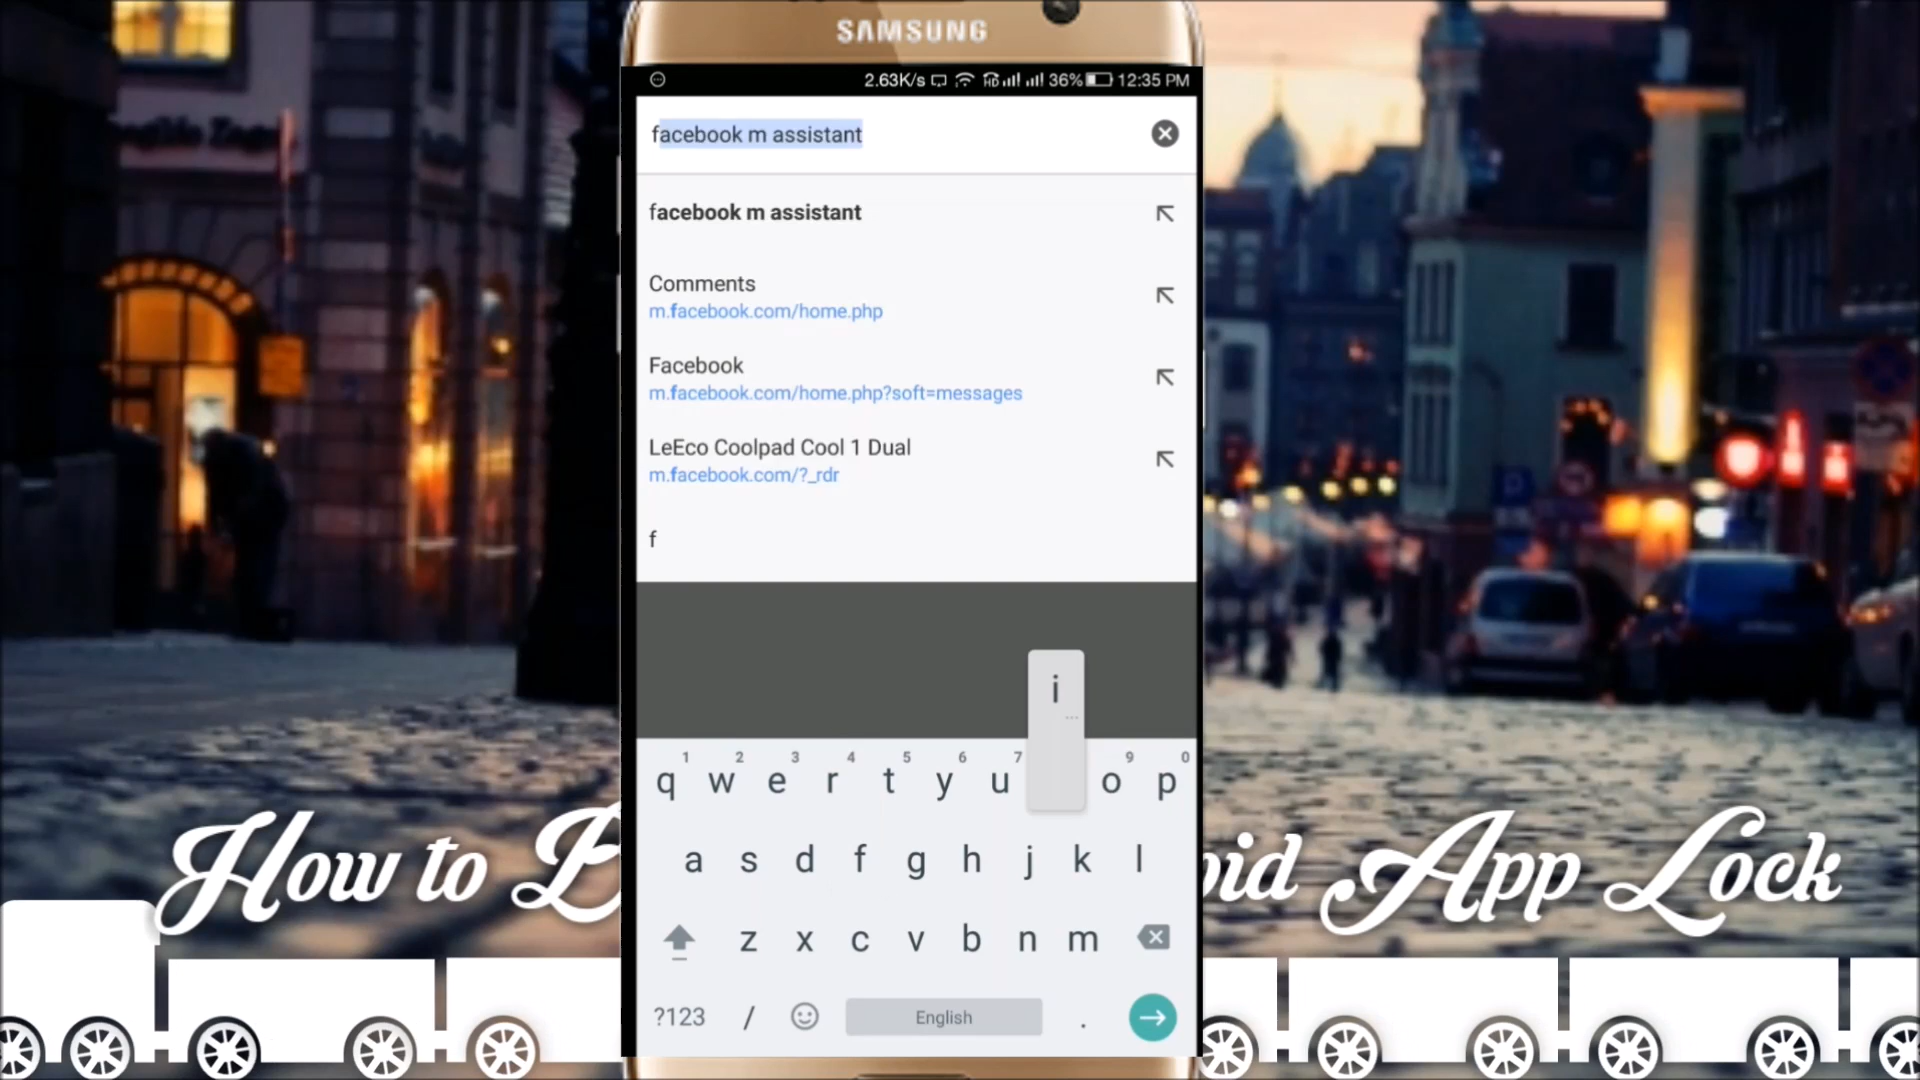 SAMSUNG
2.63K/s HD 36% 12:35 PM
facebook m assistant
facebook m assistant
Comments
m.facebook.com/home.php
Facebook
m.facebook.com/home.php?soft=messages
LeEco Coolpad Cool 1 Dual
m.facebook.com/?_rdr
f
i
...
1 2 3 4 5 6 7 9 0
q w e r t y u o p
a s d f g h j k l
z x c v b n m
?123 / English .
How to B
oid App Lock